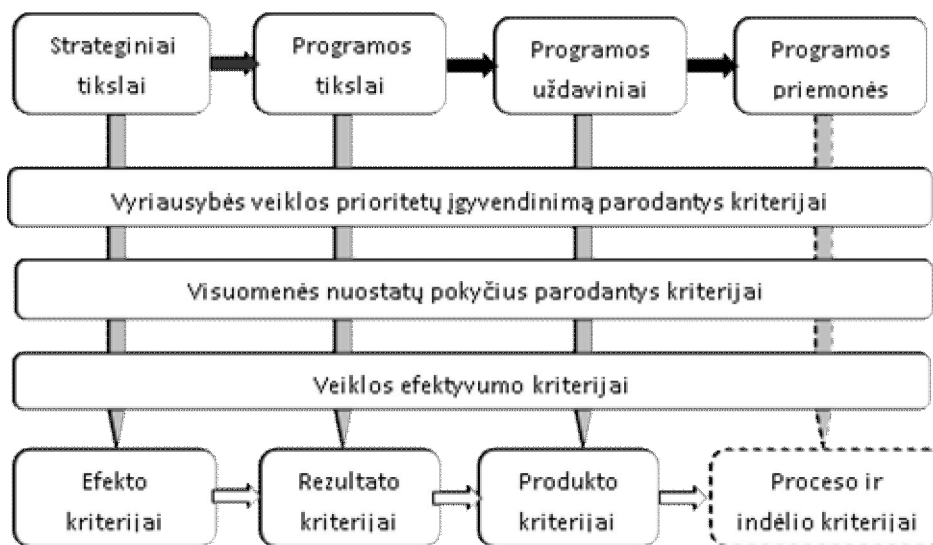 Strateginiai
tikslai
Programos
tikslai
Programos
uždaviniai
Programos
priemonės
Vyriausybės veiklos prioritetų įgyvendinimą parodantys kriterijai
Visuomenės nuostatų pokyčius parodantys kriterijai
Veiklos efektyvumo kriterijai
Efekto
kriterijai
Rezultato
kriterijai
Produkto
kriterijai
Proceso ir
indėlio kriterijai